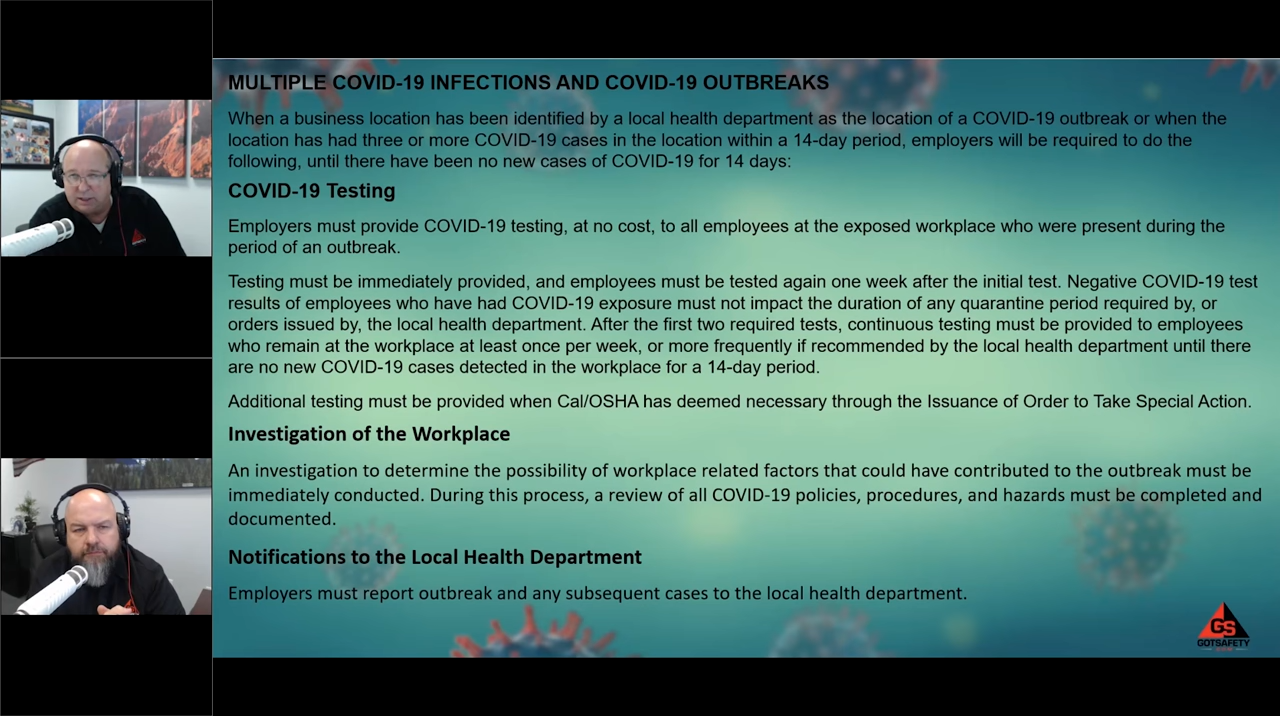 MULTIPLE COVID-19 INFECTIONS AND COVID-19 OUTBREAKS
When a business location has been identified by a local health department as the location of a COVID-19 outbreak or when the
location has had three or more COVID-19 cases in the location within a 14-day period, employers will be required to do the
following, until there have been no new cases of COVID-19 for 14 days:
COVID-19 Testing
Employers must provide COVID-19 testing, at no cost, to all employees at the exposed workplace who were present during the
period of an outbreak.
Testing must be immediately provided, and employees must be tested again one week after the initial test. Negative COVID-19 test
results of employees who have had COVID-19 exposure must not impact the duration of any quarantine period required by, or
orders issued by, the local health department. After the first two required tests, continuous testing must be provided to employees
who remain at the workplace at least once per week, or more frequently if recommended by the local health department until there
are no new COVID-19 cases detected in the workplace for a 14-day period.
Additional testing must be provided when Cal/OSHA has deemed necessary through the Issuance of Order to Take Special Action.
Investigation of the Workplace
An investigation to determine the possibility of workplace related factors that could have contributed to the outbreak must be
immediately conducted. During this process, a review of all COVID-19 policies, procedures, and hazards must be completed and
documented.
Notifications to the Local Health Department
Employers must report outbreak and any subsequent cases to the local health department.
GS
GOTSAFETY